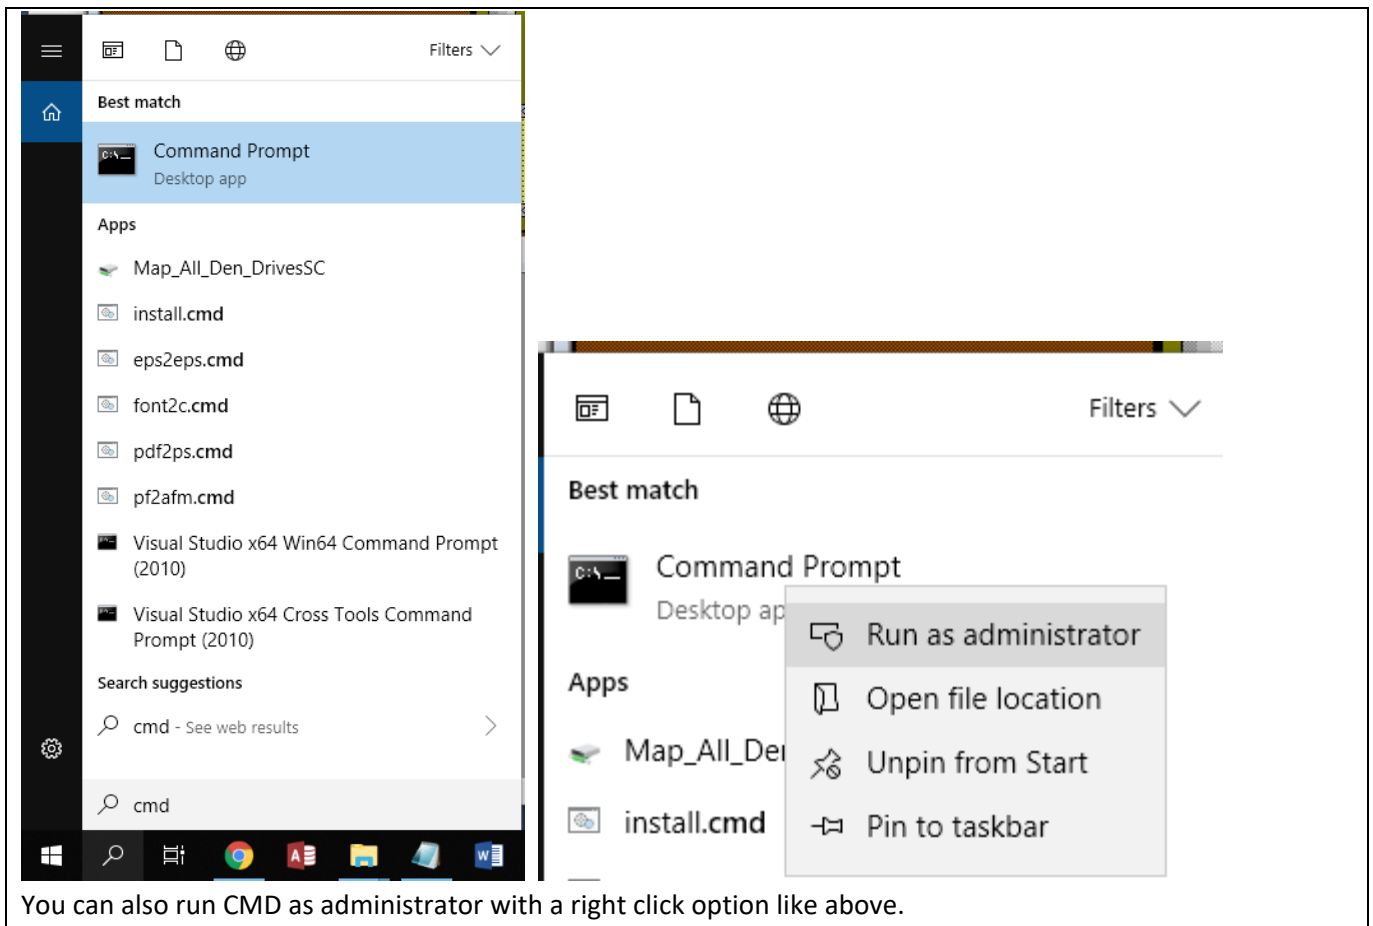 Filters
Best match
Command Prompt
Desktop app
Apps
Map_All_Den_DrivesSC
install.cmd
eps2eps.cmd
font2c.cmd
pdf2ps.cmd
pf2afm.cmd
Visual Studio x64 Win64 Command Prompt
(2010)
Visual Studio x64 Cross Tools Command
Prompt (2010)
Search suggestions
cmd - See web results
cmd
Filters
Best match
Command Prompt
Desktop ap
Run as administrator
Apps
Open file location
Map_All_De
Unpin from Start
install.cmd
Pin to taskbar
You can also run CMD as administrator with a right click option like above.